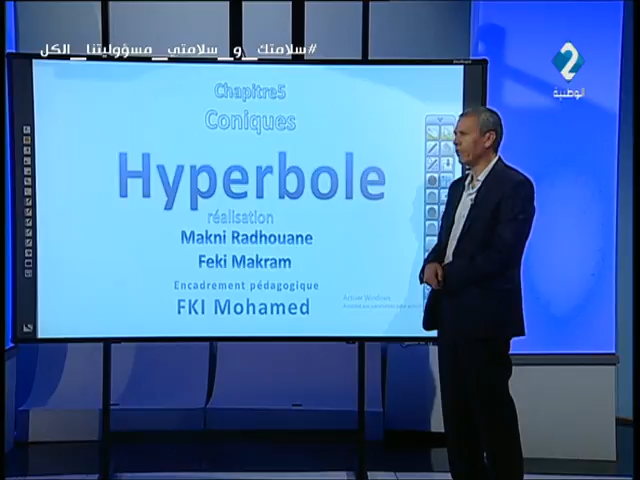 #سلامتك_و_سلامتي_مسؤوليتنا_الكل
2
الوطنية
Chapitre5
Coniques
Hyperbole
réalisation
Makni Radhouane
Feki Makram
Encadrement pédagogique
FKI Mohamed
Activer Windows